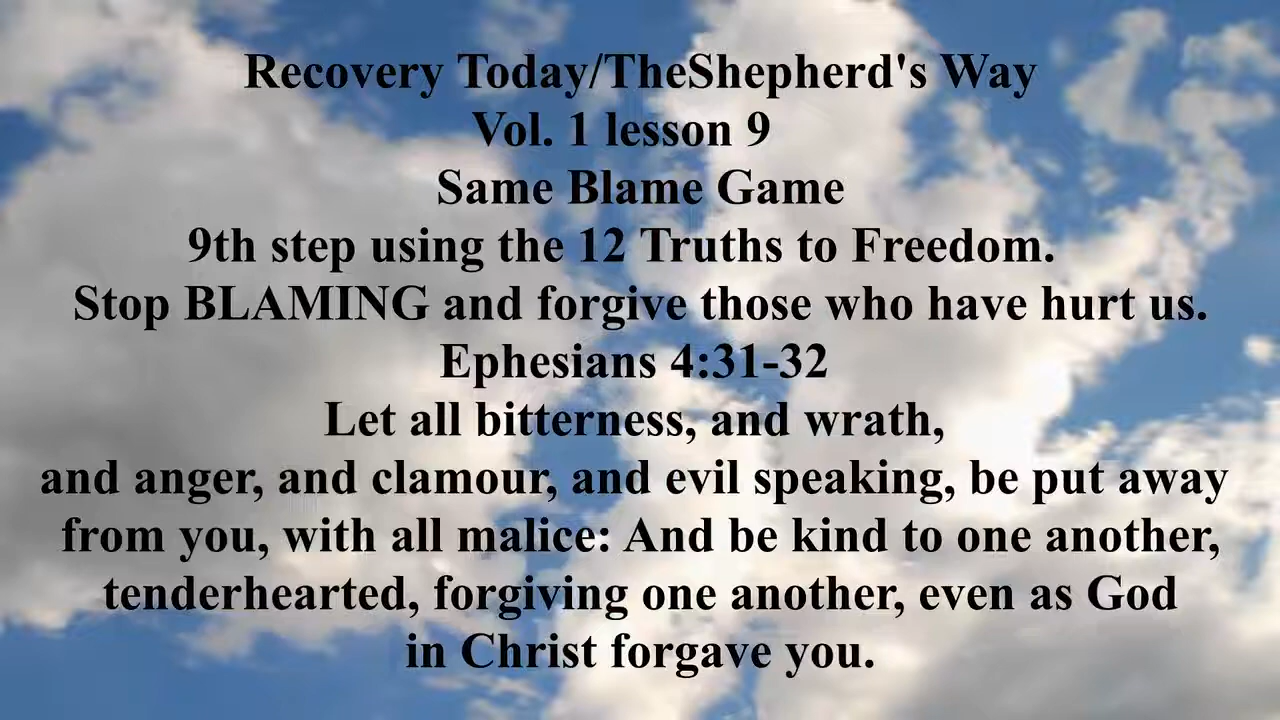 Recovery Today/TheShepherd's Way
Vol. 1 lesson 9
Same Blame Game
9th step using the 12 Truths to Freedom.
Stop BLAMING and forgive those who have hurt us.
Ephesians 4:31-32
Let all bitterness, and wrath,
and anger, and clamour, and evil speaking, be put away
from you, with all malice: And be kind to one another,
tenderhearted, forgiving one another, even as God
in Christ forgave you.